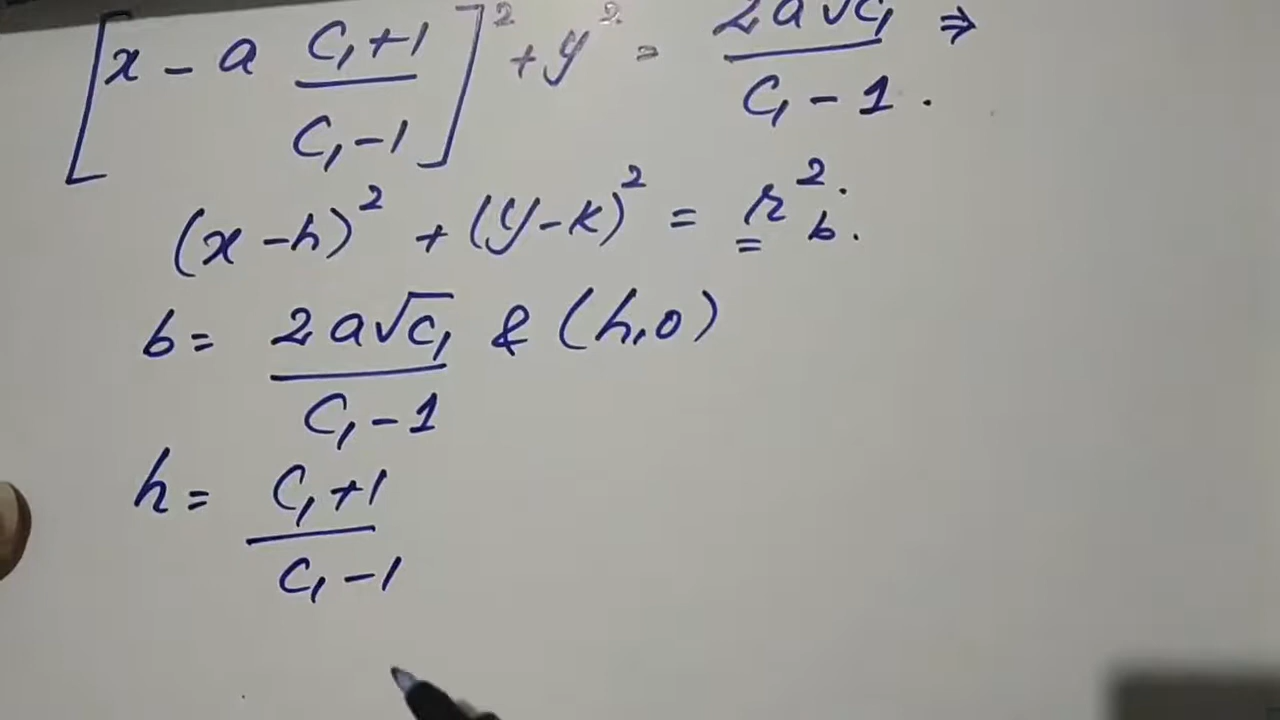 [x - a (C₁+1)/(C₁-1)]² + y² = (2a√C₁)/(C₁-1) . ⇒
(x-h)² + (y-k)² = r². b.
b = (2a√C₁)/(C₁-1) & (h,0)
h = (C₁+1)/(C₁-1)